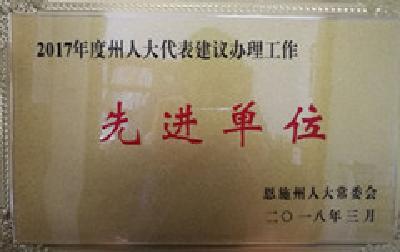 2017年度州人大代表建议办理工作
先进单位
恩施州人大常委会
二〇一八年三月